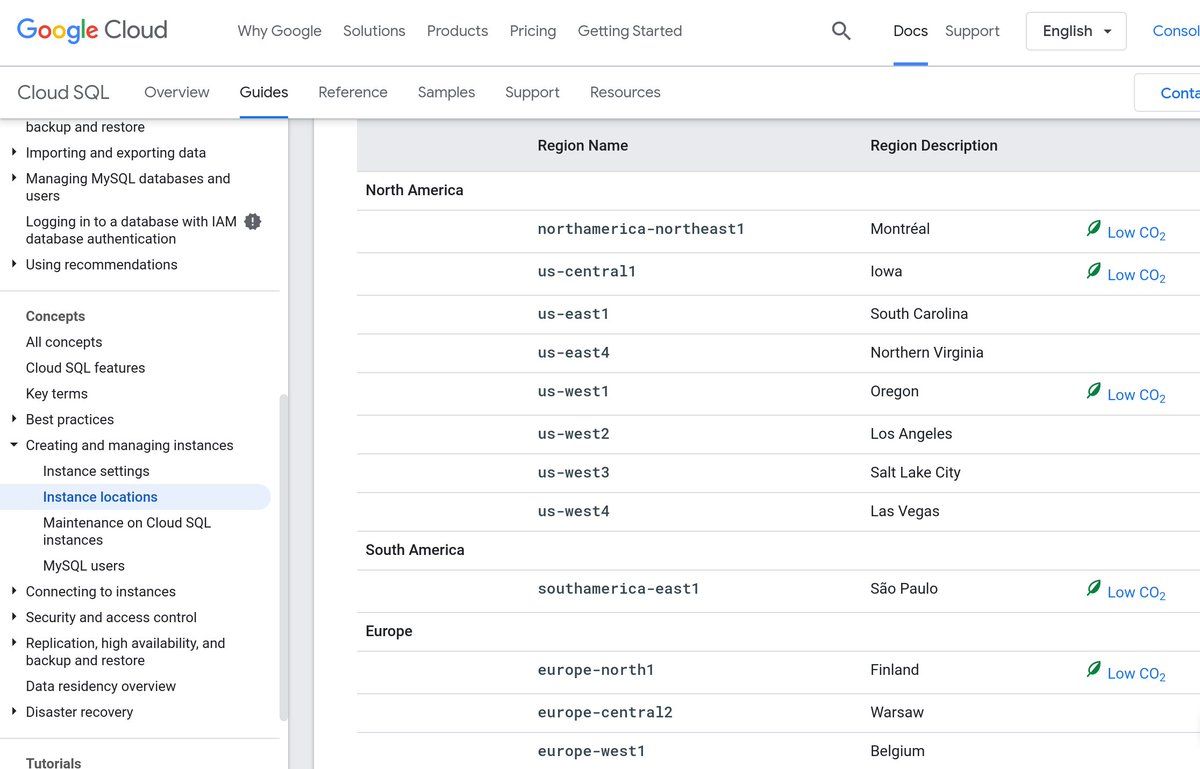 Google Cloud Why Google Solutions Products Pricing Getting Started Docs Support English Consol
Cloud SQL Overview Guides Reference Samples Support Resources Conta
backup and restore
Importing and exporting data
Managing MySQL databases and
users
Logging in to a database with IAM
database authentication
Using recommendations
Concepts
All concepts
Cloud SQL features
Key terms
Best practices
Creating and managing instances
Instance settings
Instance locations
Maintenance on Cloud SQL
instances
MySQL users
Connecting to instances
Security and access control
Replication, high availability, and
backup and restore
Data residency overview
Disaster recovery
Tutorials
Region Name Region Description
North America
northamerica-northeast1 Montréal Low CO2
us-central1 Iowa Low CO2
us-east1 South Carolina
us-east4 Northern Virginia
us-west1 Oregon Low CO2
us-west2 Los Angeles
us-west3 Salt Lake City
us-west4 Las Vegas
South America
southamerica-east1 São Paulo Low CO2
Europe
europe-north1 Finland Low CO2
europe-central2 Warsaw
europe-west1 Belgium